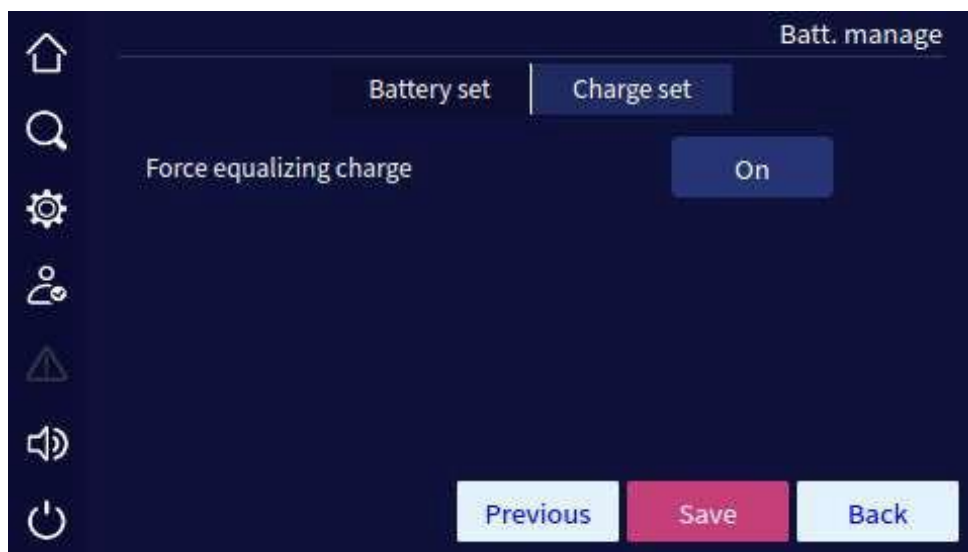 Batt. manage
Battery set Charge set
Force equalizing charge On
Previous Save Back